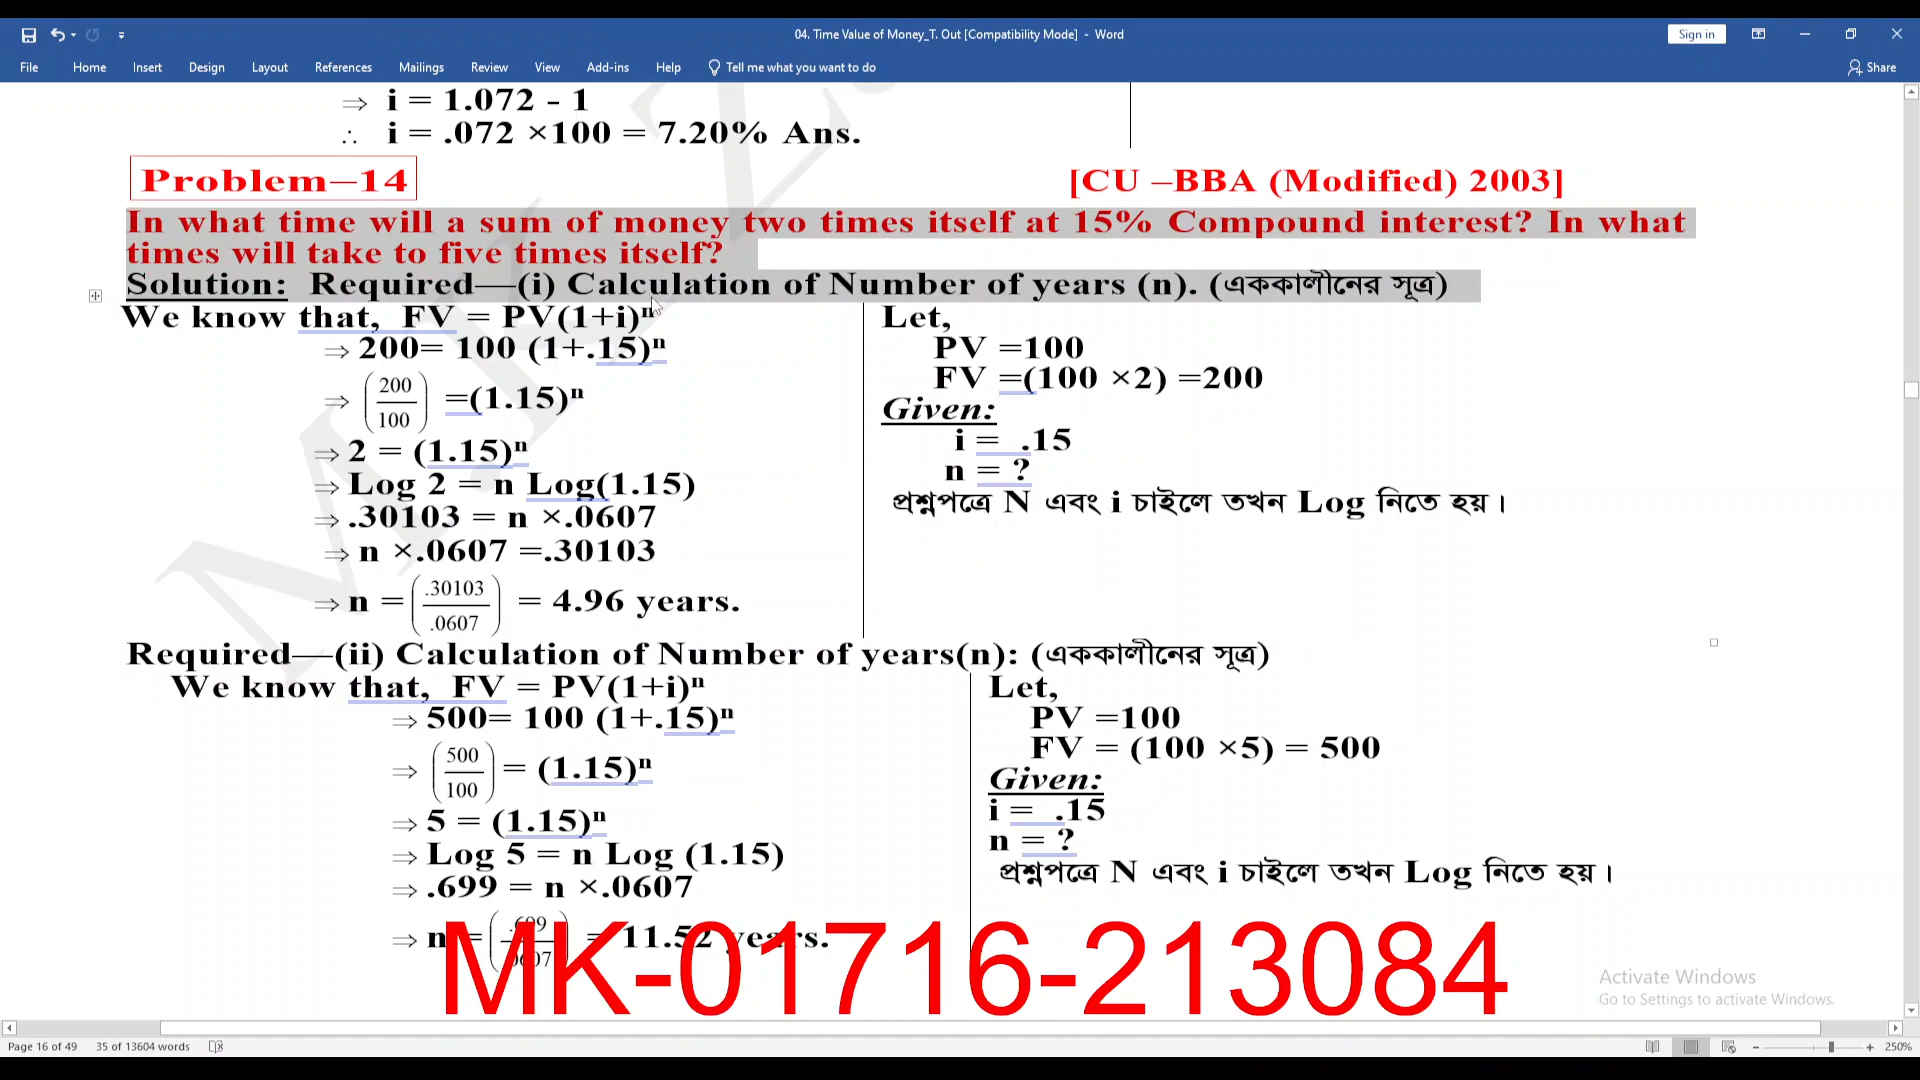 04. Time Value of Money_T. Out [Compatibility Mode] - Word
Sign in
File Home Insert Design Layout References Mailings Review View Add-ins Help Tell me what you want to do Share
⇒ i = 1.072 - 1
∴ i = .072 ×100 = 7.20% Ans.
Problem–14 [CU –BBA (Modified) 2003]
In what time will a sum of money two times itself at 15% Compound interest? In what
times will take to five times itself?
Solution: Required—(i) Calculation of Number of years (n). (এককালীনের সূত্র)
We know that, FV = PV(1+i)ⁿ
⇒ 200= 100 (1+.15)ⁿ
⇒ (200/100) =(1.15)ⁿ
⇒ 2 = (1.15)ⁿ
⇒ Log 2 = n Log(1.15)
⇒ .30103 = n ×.0607
⇒ n ×.0607 =.30103
⇒ n = (.30103/.0607) = 4.96 years.
Let,
PV =100
FV =(100 ×2) =200
Given:
i = .15
n = ?
প্রশ্নপত্রে N এবং i চাইলে তখন Log নিতে হয়।
Required—(ii) Calculation of Number of years(n): (এককালীনের সূত্র)
We know that, FV = PV(1+i)ⁿ
⇒ 500= 100 (1+.15)ⁿ
⇒ (500/100) = (1.15)ⁿ
⇒ 5 = (1.15)ⁿ
⇒ Log 5 = n Log (1.15)
⇒ .699 = n ×.0607
⇒ n = (.699/.0607) = 11.52 years.
Let,
PV =100
FV = (100 ×5) = 500
Given:
i = .15
n = ?
প্রশ্নপত্রে N এবং i চাইলে তখন Log নিতে হয়।
MK-01716-213084
Activate Windows
Go to Settings to activate Windows.
Page 16 of 49 35 of 13604 words 250%